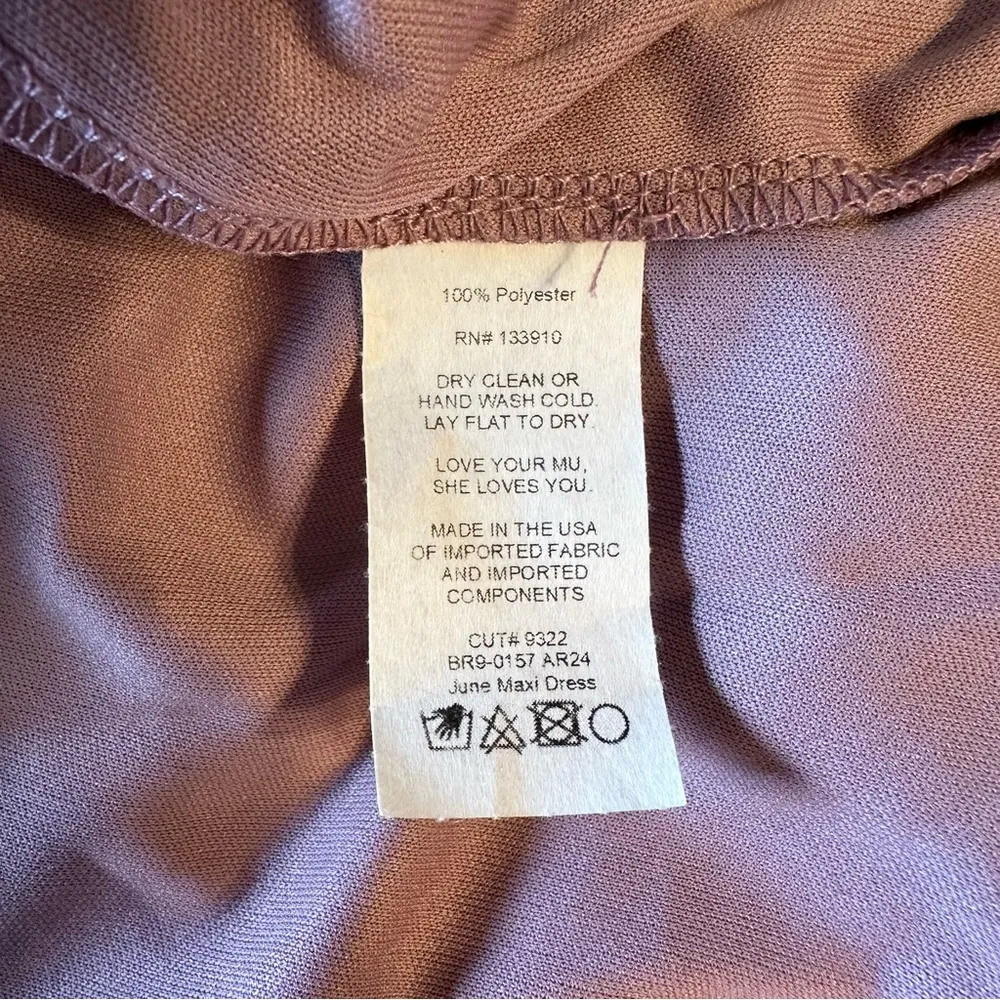 100% Polyester
RN# 133910
DRY CLEAN OR
HAND WASH COLD.
LAY FLAT TO DRY.
LOVE YOUR MU,
SHE LOVES YOU.
MADE IN THE USA
OF IMPORTED FABRIC
AND IMPORTED
COMPONENTS
CUT# 9322
BR9-0157 AR24
June Maxi Dress